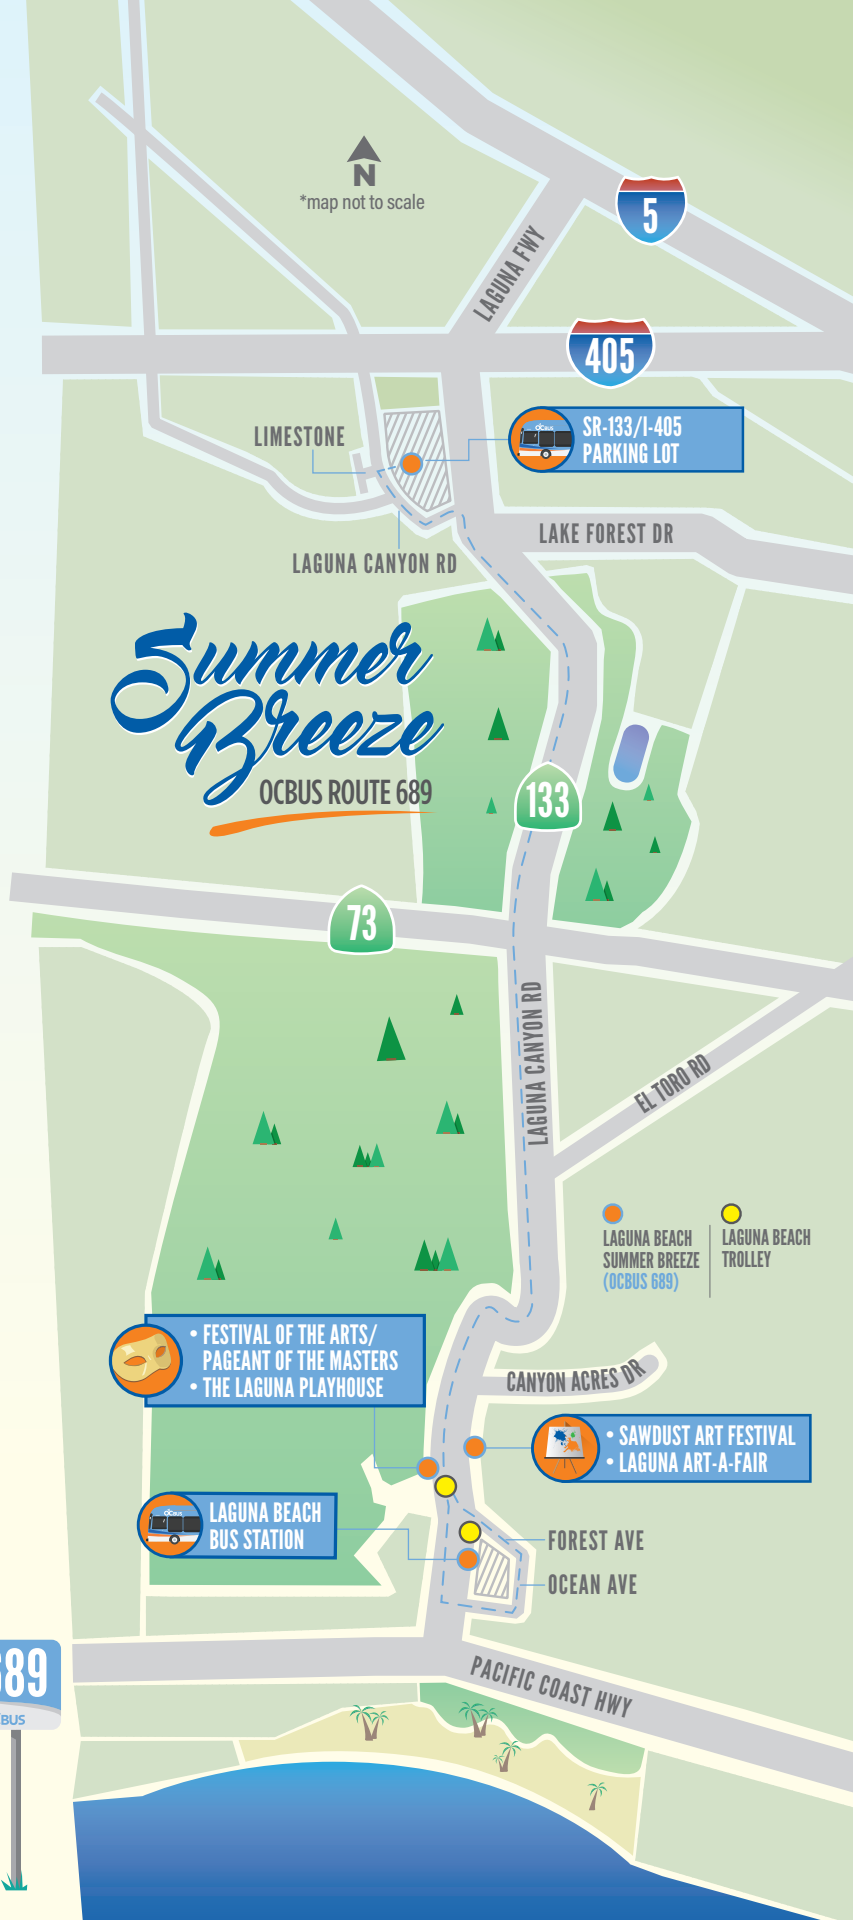 N
*map not to scale
5
LAGUNA FWY
405
LIMESTONE
SR-133/I-405
PARKING LOT
LAKE FOREST DR
LAGUNA CANYON RD
Summer
Breeze
OCBUS ROUTE 689
133
73
LAGUNA CANYON RD
EL TORO RD
LAGUNA BEACH
SUMMER BREEZE
(OCBUS 689)
LAGUNA BEACH
TROLLEY
• FESTIVAL OF THE ARTS/
PAGEANT OF THE MASTERS
• THE LAGUNA PLAYHOUSE
CANYON ACRES DR
• SAWDUST ART FESTIVAL
• LAGUNA ART-A-FAIR
LAGUNA BEACH
BUS STATION
FOREST AVE
OCEAN AVE
PACIFIC COAST HWY
89
BUS